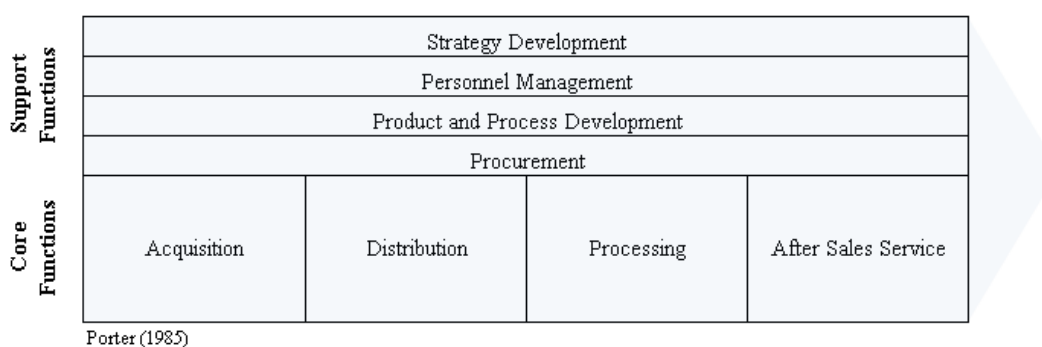 Support
Functions
Strategy Development
Personnel Management
Product and Process Development
Procurement
Core
Functions
Acquisition
Distribution
Processing
After Sales Service
Porter (1985)